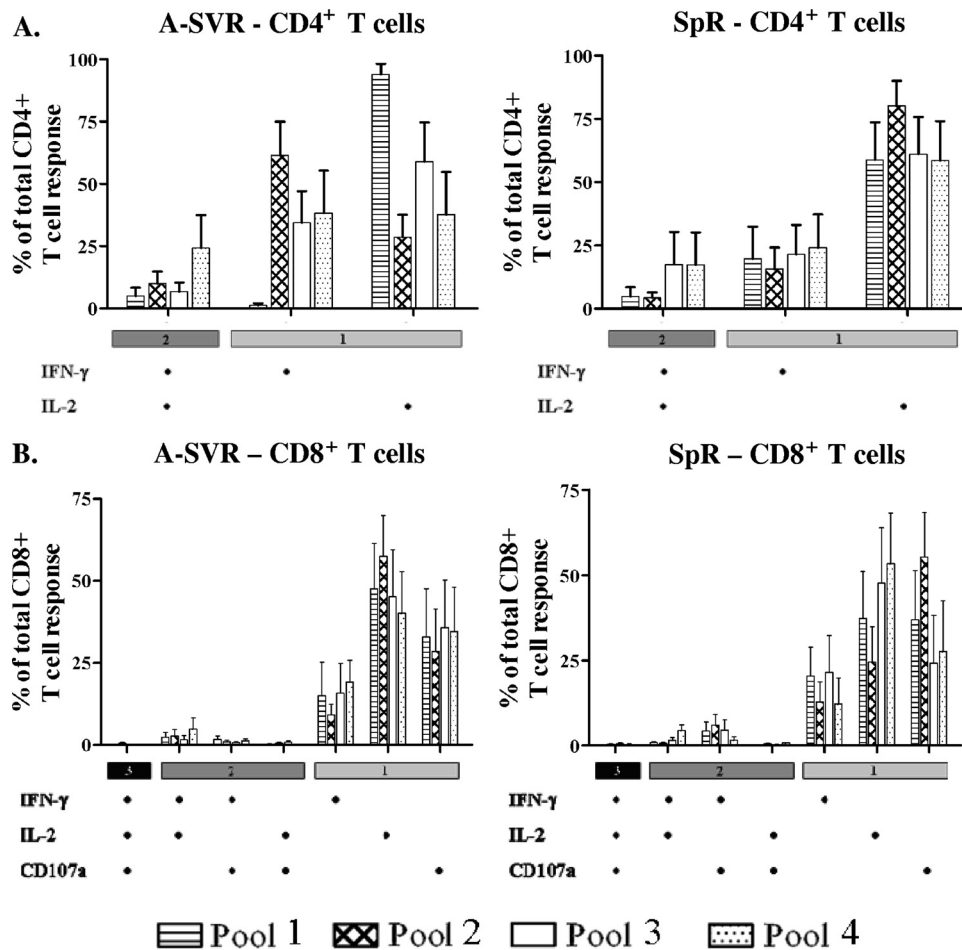 A. A-SVR - CD4+ T cells SpR - CD4+ T cells
% of total CD4+ T cell response
100
75
50
25
0
2 1
IFN-γ
IL-2
% of total CD4+ T cell response
100
75
50
25
0
2 1
IFN-γ
IL-2
B. A-SVR – CD8+ T cells SpR – CD8+ T cells
% of total CD8+ T cell response
75
50
25
0
3 2 1
IFN-γ
IL-2
CD107a
% of total CD8+ T cell response
75
50
25
0
3 2 1
IFN-γ
IL-2
CD107a
Pool 1 Pool 2 Pool 3 Pool 4